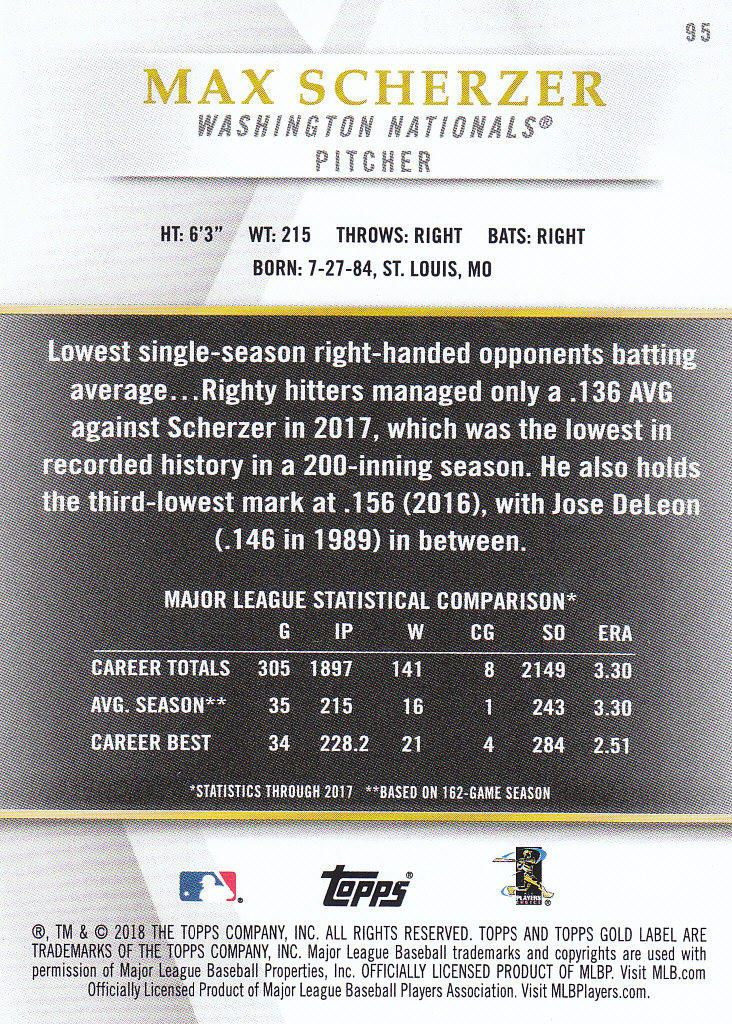 95
MAX SCHERZER
WASHINGTON NATIONALS®
PITCHER
HT: 6'3" WT: 215 THROWS: RIGHT BATS: RIGHT
BORN: 7-27-84, ST. LOUIS, MO
Lowest single-season right-handed opponents batting
average...Righty hitters managed only a .136 AVG
against Scherzer in 2017, which was the lowest in
recorded history in a 200-inning season. He also holds
the third-lowest mark at .156 (2016), with Jose DeLeon
(.146 in 1989) in between.
MAJOR LEAGUE STATISTICAL COMPARISON*
G IP W CG SO ERA
CAREER TOTALS 305 1897 141 8 2149 3.30
AVG. SEASON** 35 215 16 1 243 3.30
CAREER BEST 34 228.2 21 4 284 2.51
*STATISTICS THROUGH 2017 **BASED ON 162-GAME SEASON
® topps® PLAYERS CHOICE ®
®, TM & © 2018 THE TOPPS COMPANY, INC. ALL RIGHTS RESERVED. TOPPS AND TOPPS GOLD LABEL ARE
TRADEMARKS OF THE TOPPS COMPANY, INC. Major League Baseball trademarks and copyrights are used with
permission of Major League Baseball Properties, Inc. OFFICIALLY LICENSED PRODUCT OF MLBP. Visit MLB.com
Officially Licensed Product of Major League Baseball Players Association. Visit MLBPlayers.com.